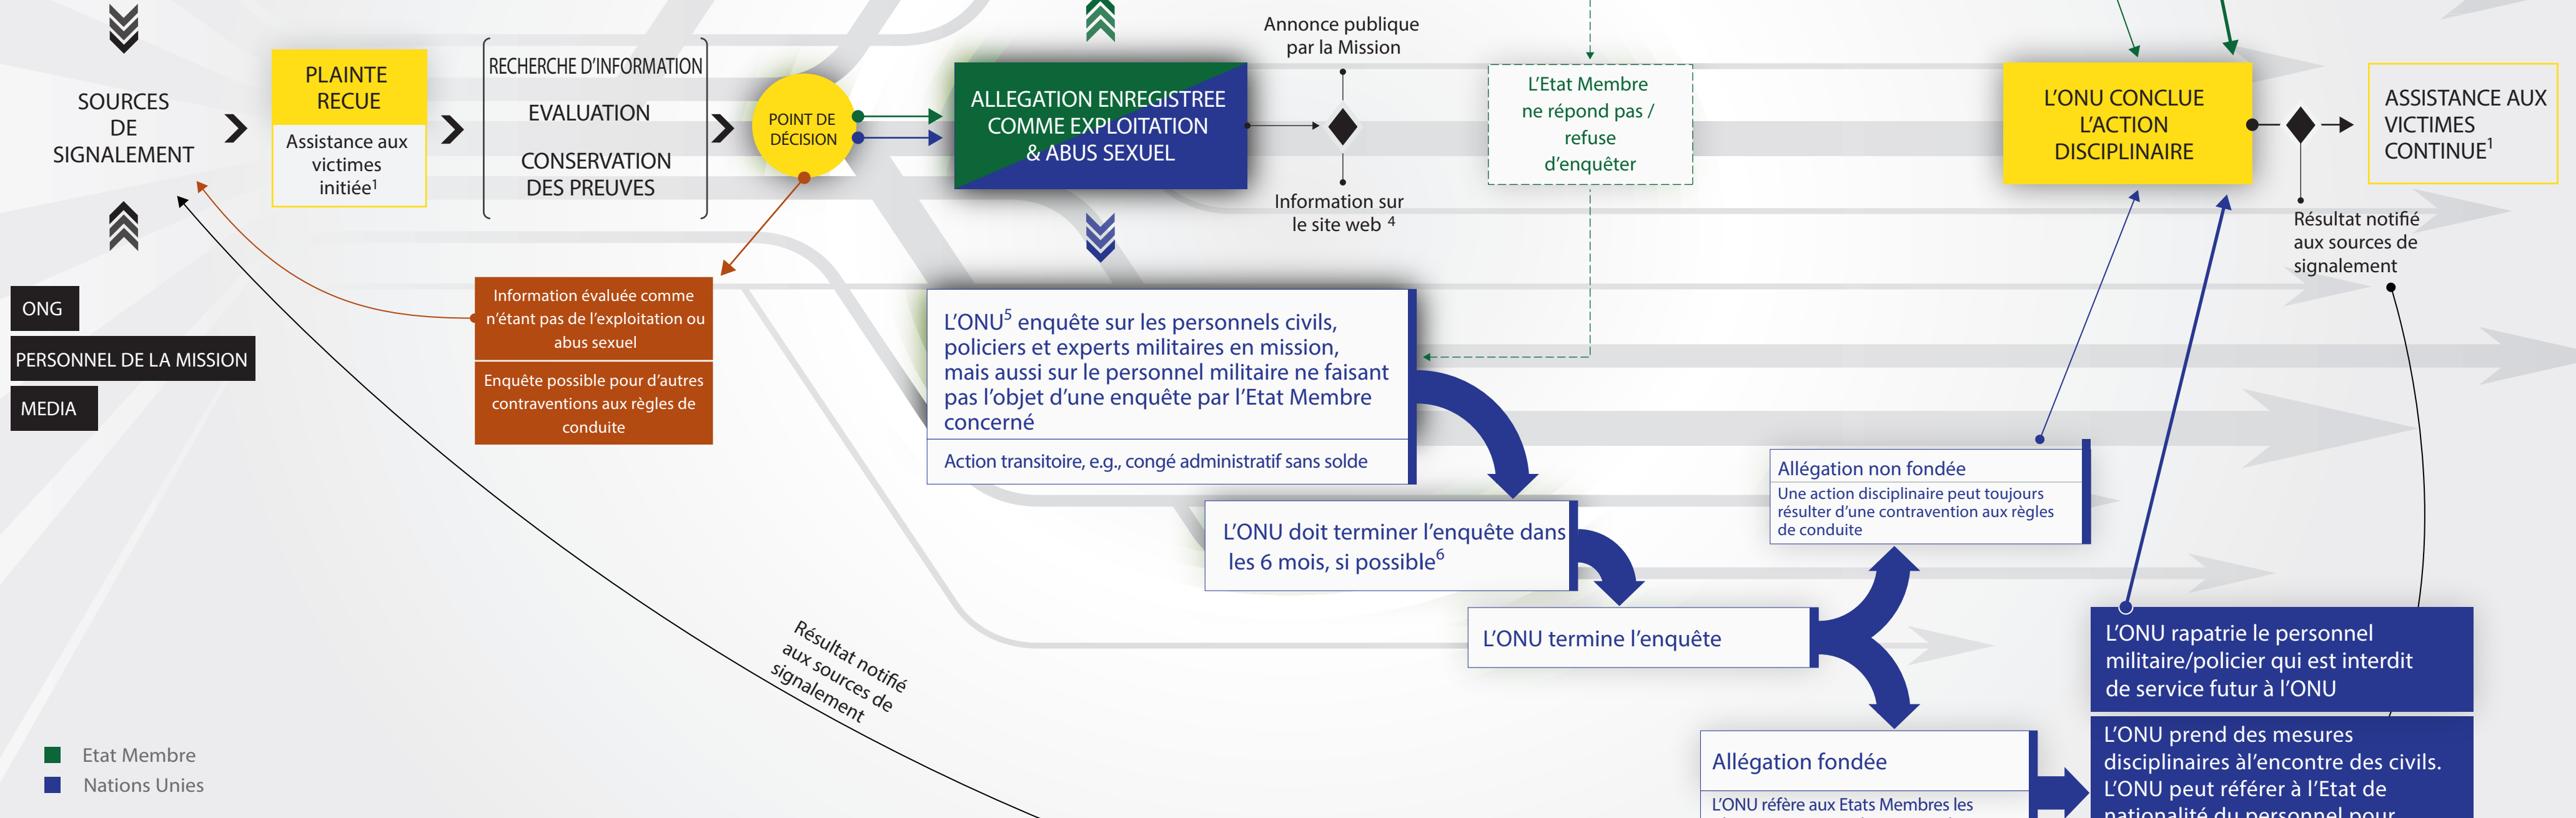 SOURCES
DE
SIGNALEMENT
ONG
PERSONNEL DE LA MISSION
MEDIA
PLAINTE
RECUE
Assistance aux
victimes
initiée¹
RECHERCHE D’INFORMATION
EVALUATION
CONSERVATION
DES PREUVES
POINT DE
DÉCISION
Information évaluée comme
n’étant pas de l’exploitation ou
abus sexuel
Enquête possible pour d’autres
contraventions aux règles de
conduite
ALLEGATION ENREGISTREE
COMME EXPLOITATION
& ABUS SEXUEL
Annonce publique
par la Mission
Information sur
le site web ⁴
L’Etat Membre
ne répond pas /
refuse
d’enquêter
L’ONU⁵ enquête sur les personnels civils,
policiers et experts militaires en mission,
mais aussi sur le personnel militaire ne faisant
pas l’objet d’une enquête par l’Etat Membre
concerné
Action transitoire, e.g., congé administratif sans solde
L’ONU doit terminer l’enquête dans
les 6 mois, si possible⁶
L’ONU termine l’enquête
Allégation non fondée
Une action disciplinaire peut toujours
résulter d’une contravention aux règles
de conduite
Allégation fondée
L’ONU réfère aux Etats Membres les
L’ONU rapatrie le personnel
militaire/policier qui est interdit
de service futur à l’ONU
L’ONU prend des mesures
disciplinaires àl’encontre des civils.
L’ONU peut référer à l’Etat de
nationalité du personnel pour
L’ONU CONCLUE
L’ACTION
DISCIPLINAIRE
ASSISTANCE AUX
VICTIMES
CONTINUE¹
Résultat notifié
aux sources de
signalement
Résultat notifié
aux sources de
signalement
Etat Membre
Nations Unies